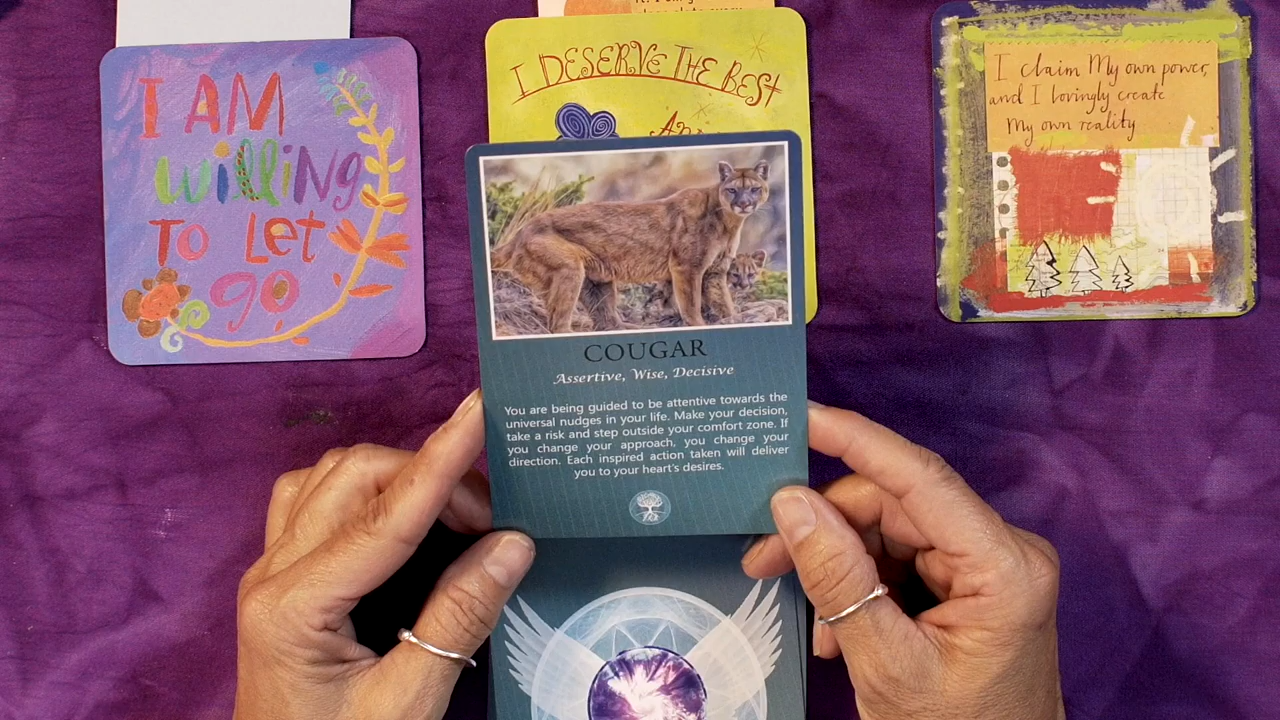 I AM
willing
TO Let
go
I DESERVE THE BEST
I claim My own power,
and I lovingly create
My own reality
COUGAR
Assertive, Wise, Decisive
You are being guided to be attentive towards the
universal nudges in your life. Make your decision,
take a risk and step outside your comfort zone. If
you change your approach, you change your
direction. Each inspired action taken will deliver
you to your heart's desires.